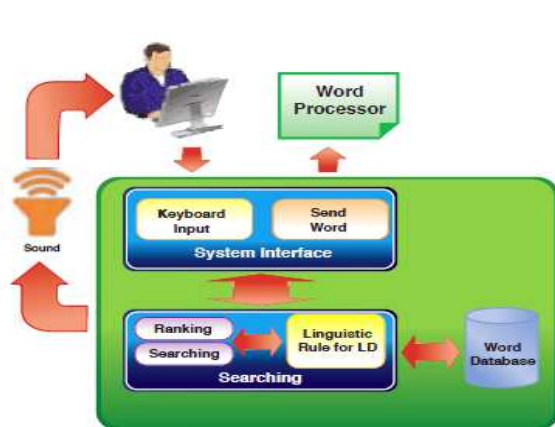 Word
Processor
Keyboard
Input
Send
Word
System Interface
Sound
Ranking
Searching
Linguistic
Rule for LD
Searching
Word
Database